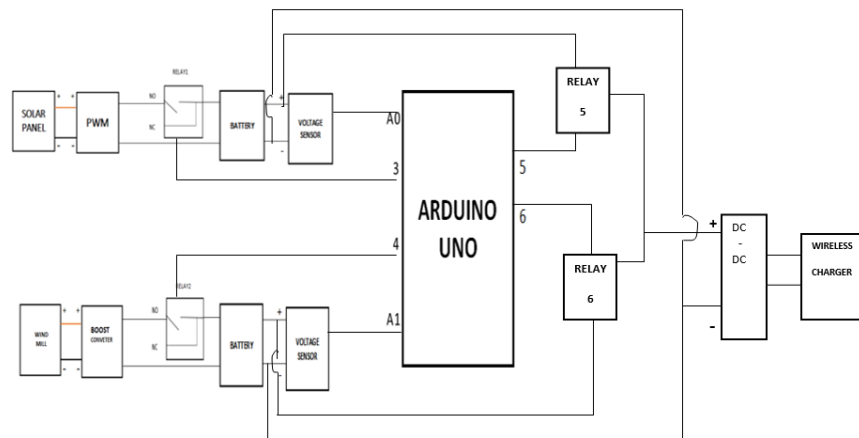 RELAY1
SOLAR
PANEL
+ +
- -
PWM
NO
NC
BATTERY
+
-
VOLTAGE
SENSOR
A0
3
4
A1
ARDUINO
UNO
5
6
RELAY
5
RELAY
6
+
-
DC
-
DC
WIRELESS
CHARGER
RELAY2
WIND
MILL
+ +
- -
BOOST
CONVETER
NO
NC
BATTERY
+
-
VOLTAGE
SENSOR